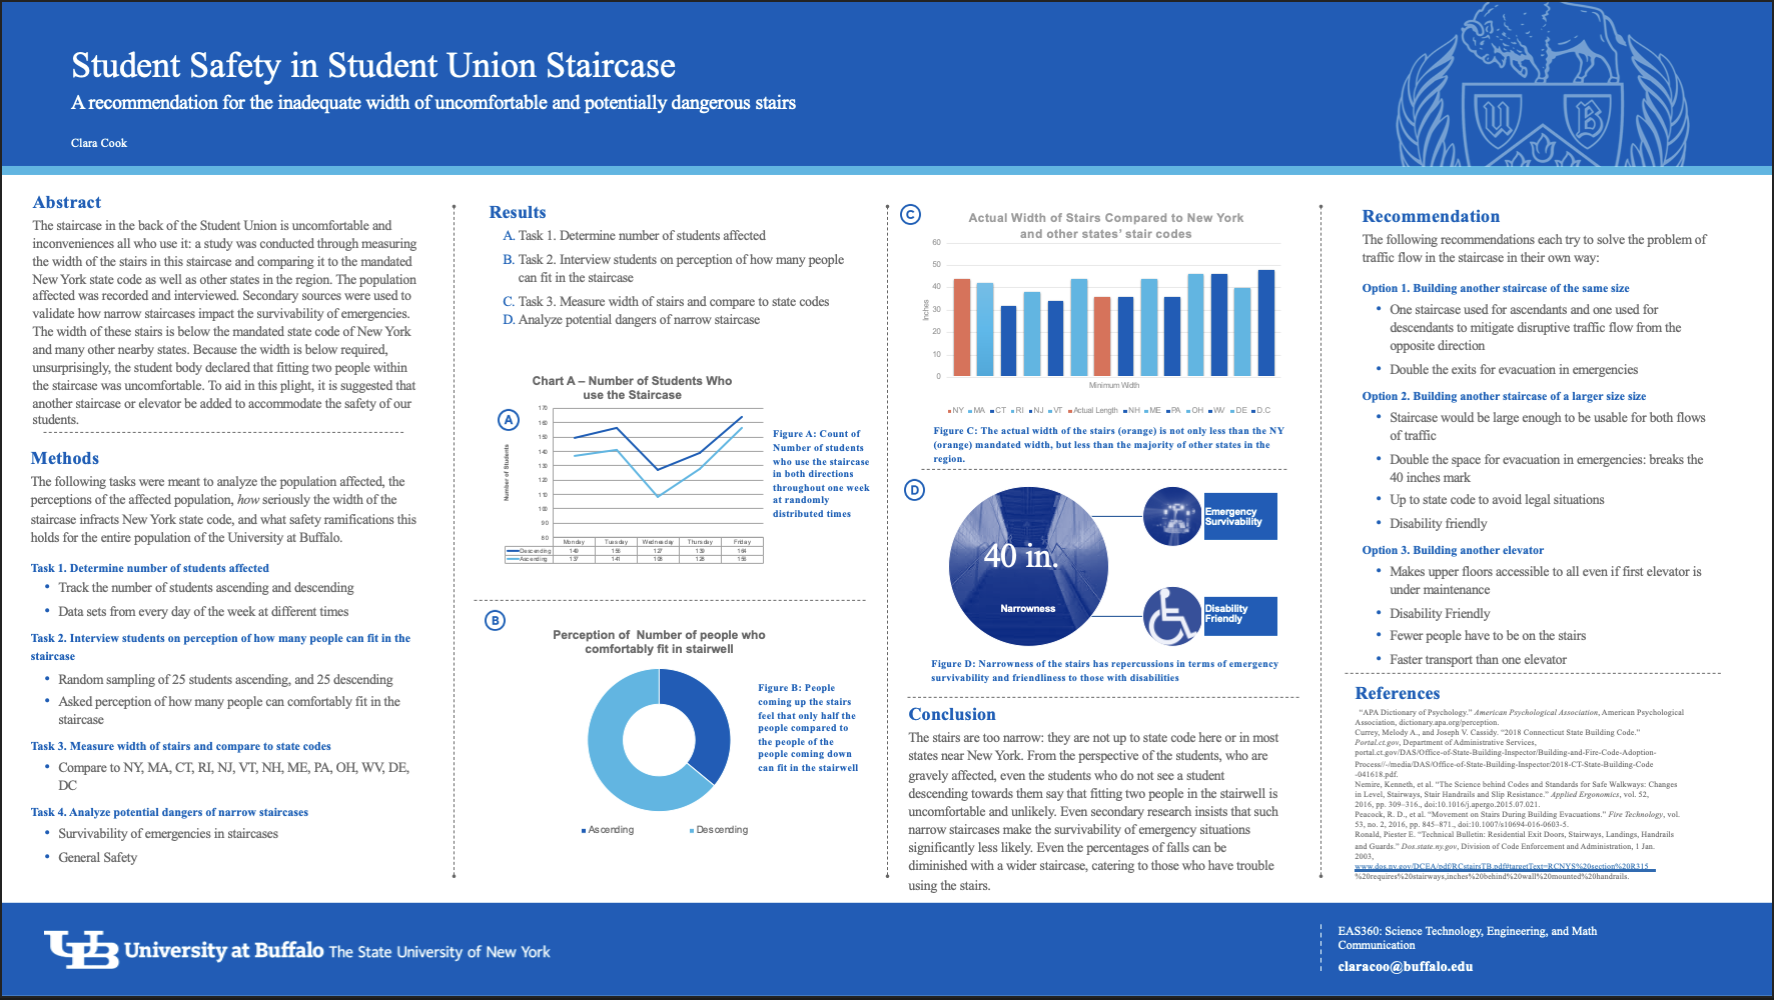 Student Safety in Student Union Staircase
A recommendation for the inadequate width of uncomfortable and potentially dangerous stairs
Clara Cook
U B
Abstract
The staircase in the back of the Student Union is uncomfortable and
inconveniences all who use it: a study was conducted through measuring
the width of the stairs in this staircase and comparing it to the mandated
New York state code as well as other states in the region. The population
affected was recorded and interviewed. Secondary sources were used to
validate how narrow staircases impact the survivability of emergencies.
The width of these stairs is below the mandated state code of New York
and many other nearby states. Because the width is below required,
unsurprisingly, the student body declared that fitting two people within
the staircase was uncomfortable. To aid in this plight, it is suggested that
another staircase or elevator be added to accommodate the safety of our
students.
Methods
The following tasks were meant to analyze the population affected, the
perceptions of the affected population, how seriously the width of the
staircase infracts New York state code, and what safety ramifications this
holds for the entire population of the University at Buffalo.
Task 1. Determine number of students affected
• Track the number of students ascending and descending
• Data sets from every day of the week at different times
Task 2. Interview students on perception of how many people can fit in the
staircase
• Random sampling of 25 students ascending, and 25 descending
• Asked perception of how many people can comfortably fit in the
staircase
Task 3. Measure width of stairs and compare to state codes
• Compare to NY, MA, CT, RI, NJ, VT, NH, ME, PA, OH, WV, DE,
DC
Task 4. Analyze potential dangers of narrow staircases
• Survivability of emergencies in staircases
• General Safety
Results
A. Task 1. Determine number of students affected
B. Task 2. Interview students on perception of how many people
can fit in the staircase
C. Task 3. Measure width of stairs and compare to state codes
D. Analyze potential dangers of narrow staircase
A
Chart A – Number of Students Who
use the Staircase
Number of Students
170
160
150
140
130
120
110
100
90
80
Monday Tuesday Wednesday Thursday Friday
Descending 149 156 127 139 164
Ascending 137 141 108 128 156
Figure A: Count of
Number of students
who use the staircase
in both directions
throughout one week
at randomly
distributed times
B
Perception of Number of people who
comfortably fit in stairwell
Ascending Descending
Figure B: People
coming up the stairs
feel that only half the
people compared to
the people of the
people coming down
can fit in the stairwell
C
Actual Width of Stairs Compared to New York
and other states' stair codes
Inches
60
50
40
30
20
10
0
Minimum Width
NY MA CT RI NJ VT Actual Length NH ME PA OH WV DE D.C
Figure C: The actual width of the stairs (orange) is not only less than the NY
(orange) mandated width, but less than the majority of other states in the
region.
D
40 in.
Narrowness
Emergency
Survivability
Disability
Friendly
Figure D: Narrowness of the stairs has repercussions in terms of emergency
survivability and friendliness to those with disabilities
Conclusion
The stairs are too narrow: they are not up to state code here or in most
states near New York. From the perspective of the students, who are
gravely affected, even the students who do not see a student
descending towards them say that fitting two people in the stairwell is
uncomfortable and unlikely. Even secondary research insists that such
narrow staircases make the survivability of emergency situations
significantly less likely. Even the percentages of falls can be
diminished with a wider staircase, catering to those who have trouble
using the stairs.
Recommendation
The following recommendations each try to solve the problem of
traffic flow in the staircase in their own way:
Option 1. Building another staircase of the same size
• One staircase used for ascendants and one used for
descendants to mitigate disruptive traffic flow from the
opposite direction
• Double the exits for evacuation in emergencies
Option 2. Building another staircase of a larger size size
• Staircase would be large enough to be usable for both flows
of traffic
• Double the space for evacuation in emergencies: breaks the
40 inches mark
• Up to state code to avoid legal situations
• Disability friendly
Option 3. Building another elevator
• Makes upper floors accessible to all even if first elevator is
under maintenance
• Disability Friendly
• Fewer people have to be on the stairs
• Faster transport than one elevator
References
"APA Dictionary of Psychology." American Psychological Association, American Psychological
Association, dictionary.apa.org/perception.
Currey, Melody A., and Joseph V. Cassidy. "2018 Connecticut State Building Code."
Portal.ct.gov, Department of Administrative Services,
portal.ct.gov/DAS/Office-of-State-Building-Inspector/Building-and-Fire-Code-Adoption-
Process//-/media/DAS/Office-of-State-Building-Inspector/2018-CT-State-Building-Code
-041618.pdf.
Nemire, Kenneth, et al. "The Science behind Codes and Standards for Safe Walkways: Changes
in Level, Stairways, Stair Handrails and Slip Resistance." Applied Ergonomics, vol. 52,
2016, pp. 309–316., doi:10.1016/j.apergo.2015.07.021.
Peacock, R. D., et al. "Movement on Stairs During Building Evacuations." Fire Technology, vol.
53, no. 2, 2016, pp. 845–871., doi:10.1007/s10694-016-0603-5.
Ronald, Piester E. "Technical Bulletin: Residential Exit Doors, Stairways, Landings, Handrails
and Guards." Dos.state.ny.gov, Division of Code Enforcement and Administration, 1 Jan.
2003,
www.dos.ny.gov/DCEA/pdf/RCstairsTB.pdf#targetText=RCNYS%20section%20R315
%20requires%20stairways,inches%20behind%20wall%20mounted%20handrails.
UB University at Buffalo The State University of New York
EAS360: Science Technology, Engineering, and Math
Communication
claracoo@buffalo.edu